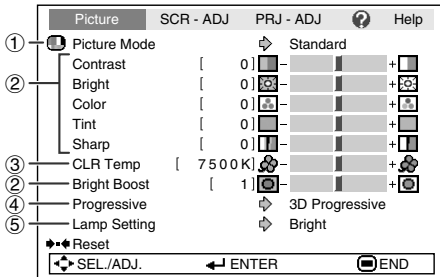 Picture SCR - ADJ PRJ - ADJ ? Help
① Picture Mode Standard
② Contrast [ 0] - +
Bright [ 0] - +
Color [ 0] - +
Tint [ 0] - +
Sharp [ 0] - +
③ CLR Temp [ 7500K] - +
② Bright Boost [ 1] - +
④ Progressive 3D Progressive
⑤ Lamp Setting Bright
Reset
SEL./ADJ. ENTER END